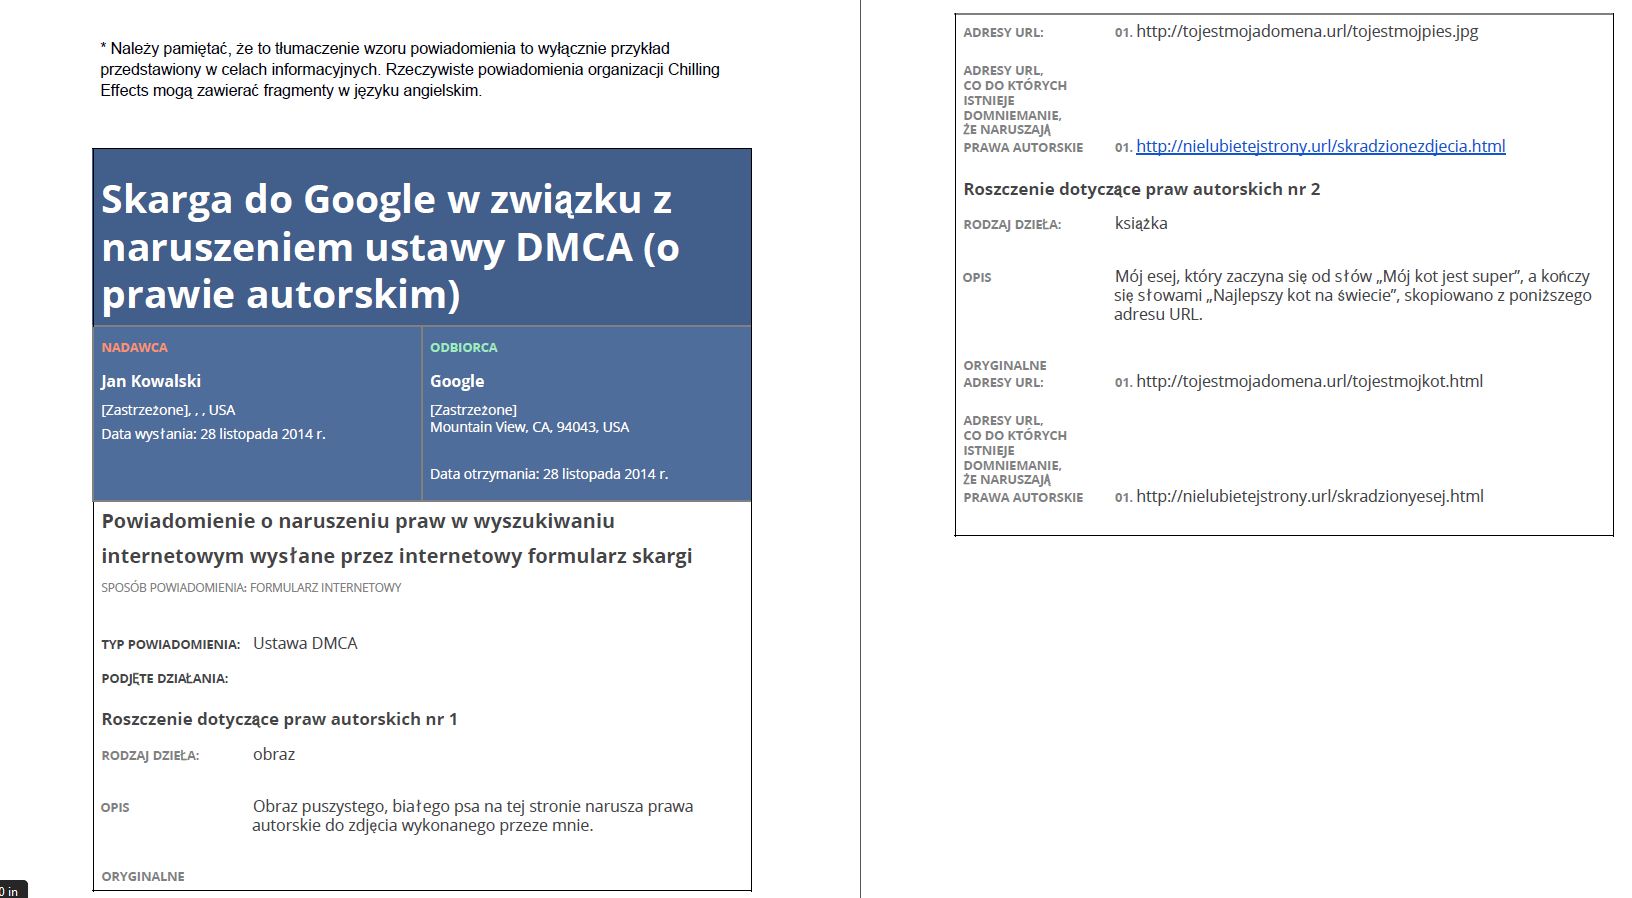 * Należy pamiętać, że to tłumaczenie wzoru powiadomienia to wyłącznie przykład
przedstawiony w celach informacyjnych. Rzeczywiste powiadomienia organizacji Chilling
Effects mogą zawierać fragmenty w języku angielskim.
Skarga do Google w związku z
naruszeniem ustawy DMCA (o
prawie autorskim)
NADAWCA
Jan Kowalski
[Zastrzeżone], , , USA
Data wysłania: 28 listopada 2014 r.
ODBIORCA
Google
[Zastrzeżone]
Mountain View, CA, 94043, USA
Data otrzymania: 28 listopada 2014 r.
Powiadomienie o naruszeniu praw w wyszukiwaniu
internetowym wysłane przez internetowy formularz skargi
SPOSÓB POWIADOMIENIA: FORMULARZ INTERNETOWY
TYP POWIADOMIENIA: Ustawa DMCA
PODJĘTE DZIAŁANIA:
Roszczenie dotyczące praw autorskich nr 1
RODZAJ DZIEŁA: obraz
OPIS Obraz puszystego, białego psa na tej stronie narusza prawa
autorskie do zdjęcia wykonanego przeze mnie.
ORYGINALNE
0 in
ADRESY URL: 01. http://tojestmojadomena.url/tojestmojpies.jpg
ADRESY URL,
CO DO KTÓRYCH
ISTNIEJE
DOMNIEMANIE,
ŻE NARUSZAJĄ
PRAWA AUTORSKIE 01. http://nielubietejstrony.url/skradzionezdjecia.html
Roszczenie dotyczące praw autorskich nr 2
RODZAJ DZIEŁA: książka
OPIS Mój esej, który zaczyna się od słów „Mój kot jest super”, a kończy
się słowami „Najlepszy kot na świecie”, skopiowano z poniższego
adresu URL.
ORYGINALNE
ADRESY URL: 01. http://tojestmojadomena.url/tojestmojkot.html
ADRESY URL,
CO DO KTÓRYCH
ISTNIEJE
DOMNIEMANIE,
ŻE NARUSZAJĄ
PRAWA AUTORSKIE 01. http://nielubietejstrony.url/skradzionyesej.html